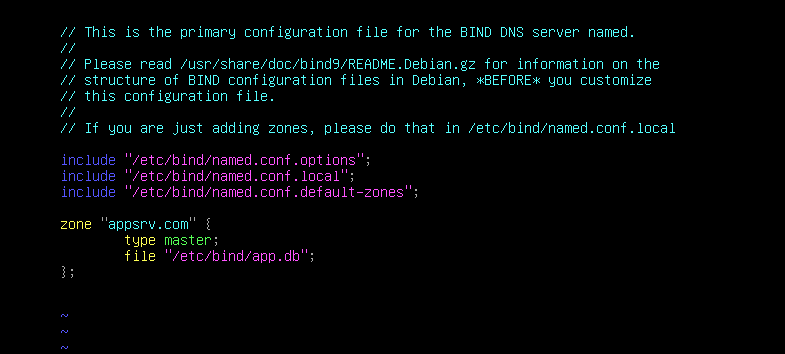 // This is the primary configuration file for the BIND DNS server named.
//
// Please read /usr/share/doc/bind9/README.Debian.gz for information on the
// structure of BIND configuration files in Debian, *BEFORE* you customize
// this configuration file.
//
// If you are just adding zones, please do that in /etc/bind/named.conf.local
include "/etc/bind/named.conf.options";
include "/etc/bind/named.conf.local";
include "/etc/bind/named.conf.default-zones";
zone "appsrv.com" {
type master;
file "/etc/bind/app.db";
};
~
~
~